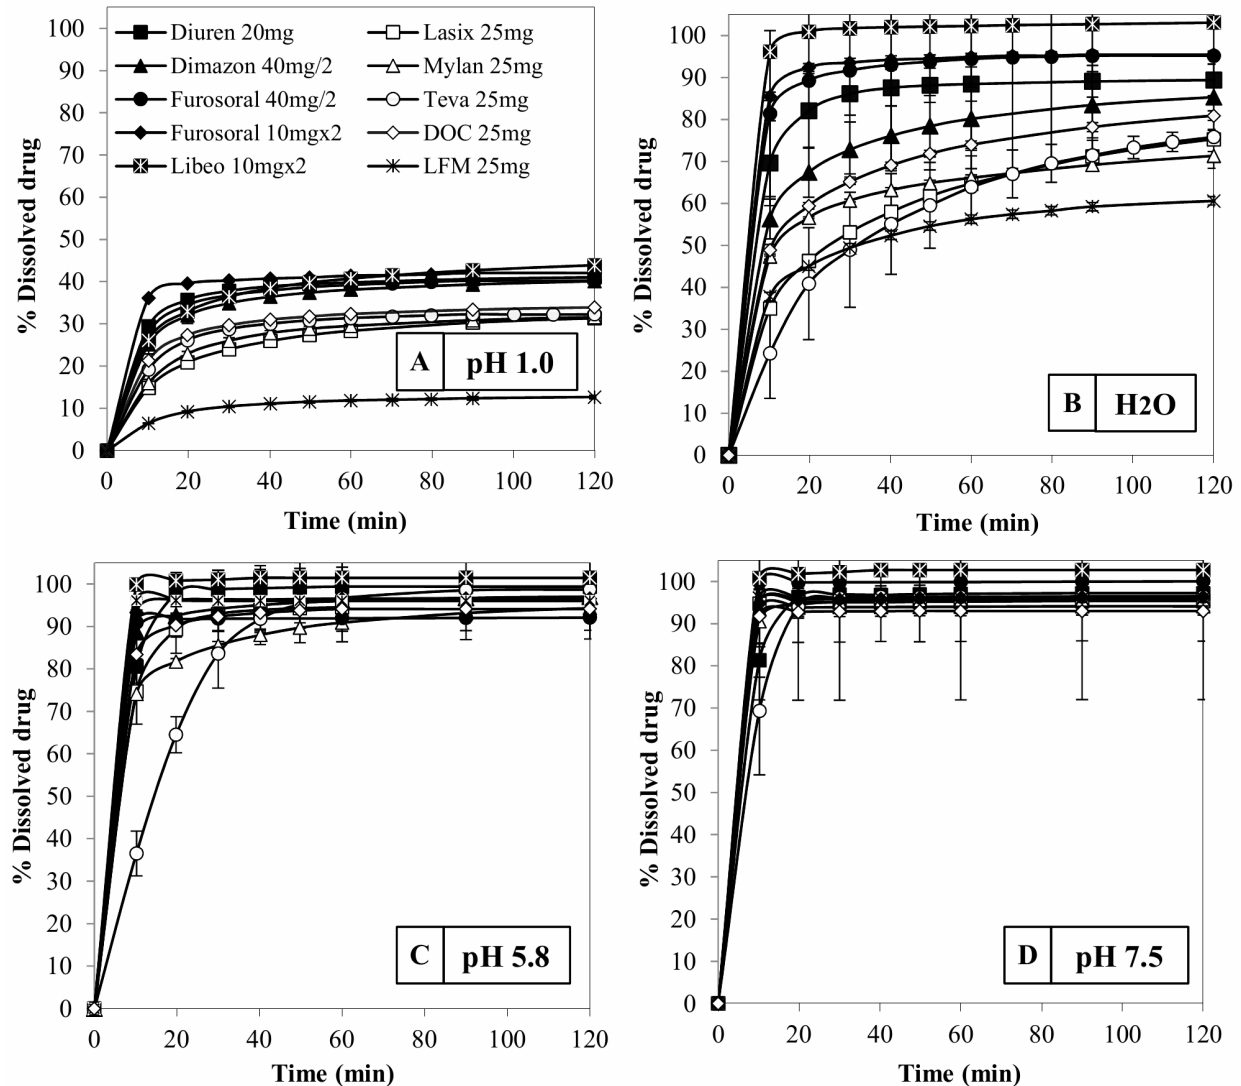 % Dissolved drug
100
90
80
70
60
50
40
30
20
10
0
Diuren 20mg
Dimazon 40mg/2
Furosoral 40mg/2
Furosoral 10mgx2
Libeo 10mgx2
Lasix 25mg
Mylan 25mg
Teva 25mg
DOC 25mg
LFM 25mg
A pH 1.0
0 20 40 60 80 100 120
Time (min)
% Dissolved drug
100
90
80
70
60
50
40
30
20
10
0
B H2O
0 20 40 60 80 100 120
Time (min)
% Dissolved drug
100
90
80
70
60
50
40
30
20
10
0
C pH 5.8
0 20 40 60 80 100 120
Time (min)
% Dissolved drug
100
90
80
70
60
50
40
30
20
10
0
D pH 7.5
0 20 40 60 80 100 120
Time (min)